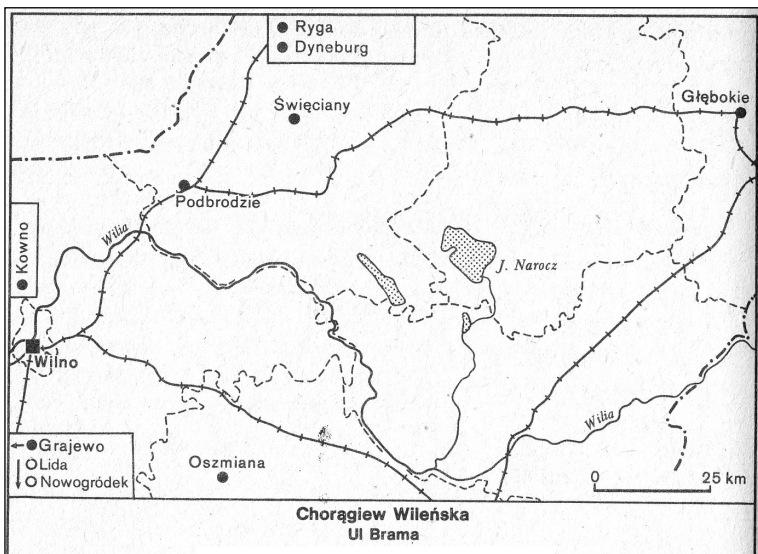 Ryga
Dyneburg
Święciany
Głębokie
Podbrodzie
Wilia
Kowno
J. Narocz
Wilno
Wilia
Grajewo
Lida
Nowogródek
Oszmiana
0 25 km
Chorągiew Wileńska
Ul Brama